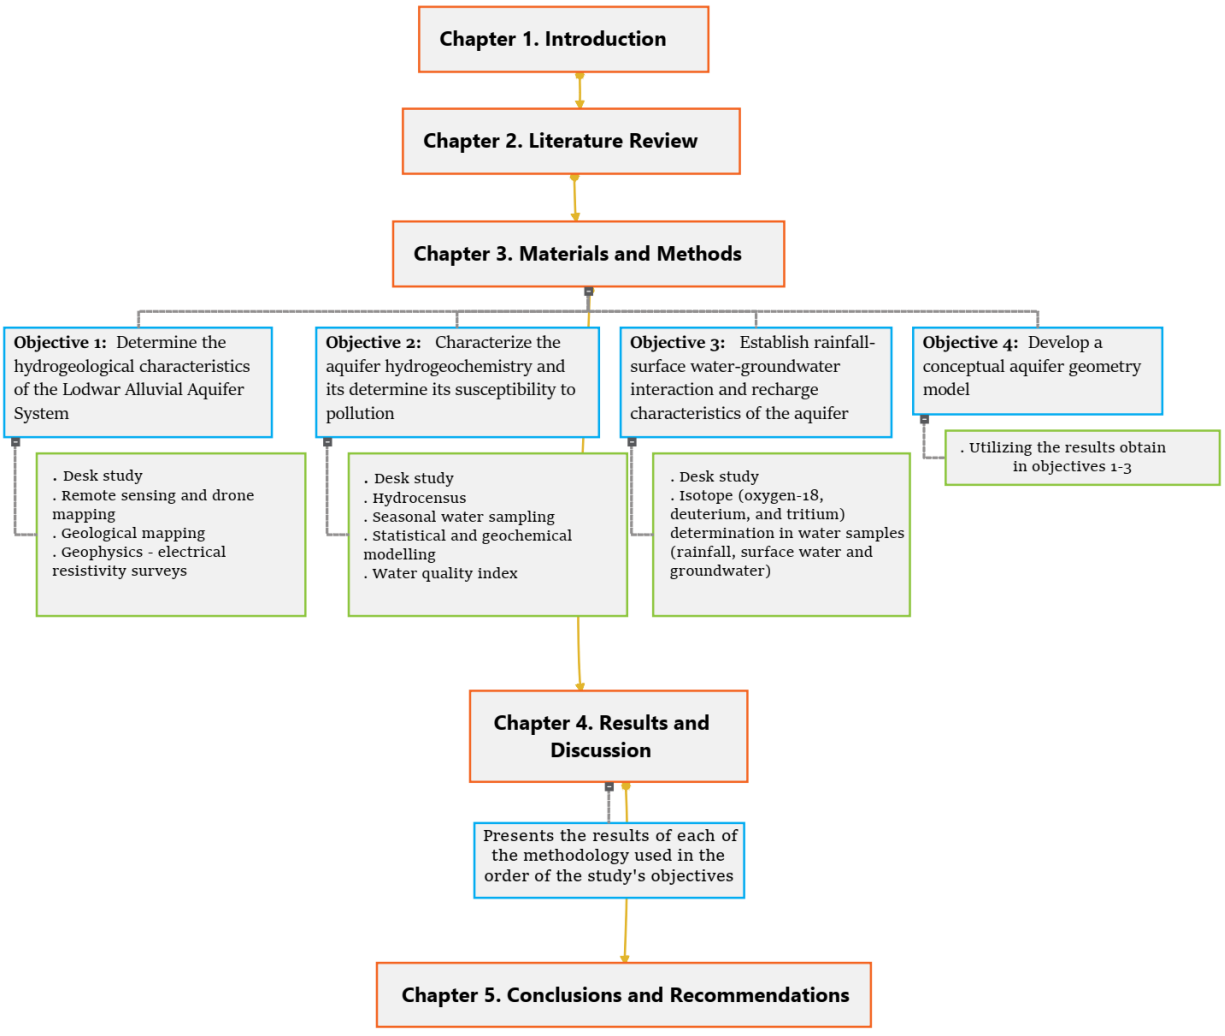 Chapter 1. Introduction
Chapter 2. Literature Review
Chapter 3. Materials and Methods
Objective 1: Determine the
hydrogeological characteristics
of the Lodwar Alluvial Aquifer
System
. Desk study
. Remote sensing and drone
mapping
. Geological mapping
. Geophysics - electrical
resistivity surveys
Objective 2: Characterize the
aquifer hydrogeochemistry and
its determine its susceptibility to
pollution
. Desk study
. Hydrocensus
. Seasonal water sampling
. Statistical and geochemical
modelling
. Water quality index
Objective 3: Establish rainfall-
surface water-groundwater
interaction and recharge
characteristics of the aquifer
. Desk study
. Isotope (oxygen-18,
deuterium, and tritium)
determination in water samples
(rainfall, surface water and
groundwater)
Objective 4: Develop a
conceptual aquifer geometry
model
. Utilizing the results obtain
in objectives 1-3
Chapter 4. Results and
Discussion
Presents the results of each of
the methodology used in the
order of the study's objectives
Chapter 5. Conclusions and Recommendations